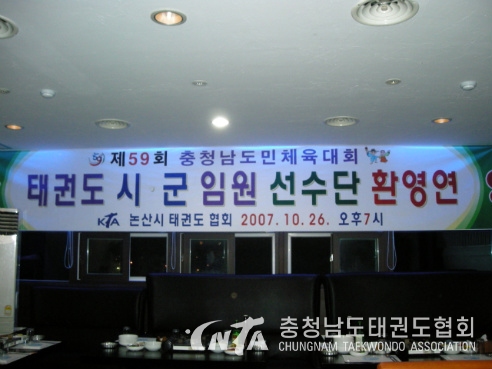 59 제59회 충청남도민체육대회
태권도 시·군 임원 선수단 환영연
KTA 논산시 태권도 협회 2007.10.26. 오후7시
CNTA 충청남도태권도협회
CHUNGNAM TAEKWONDO ASSOCIATION